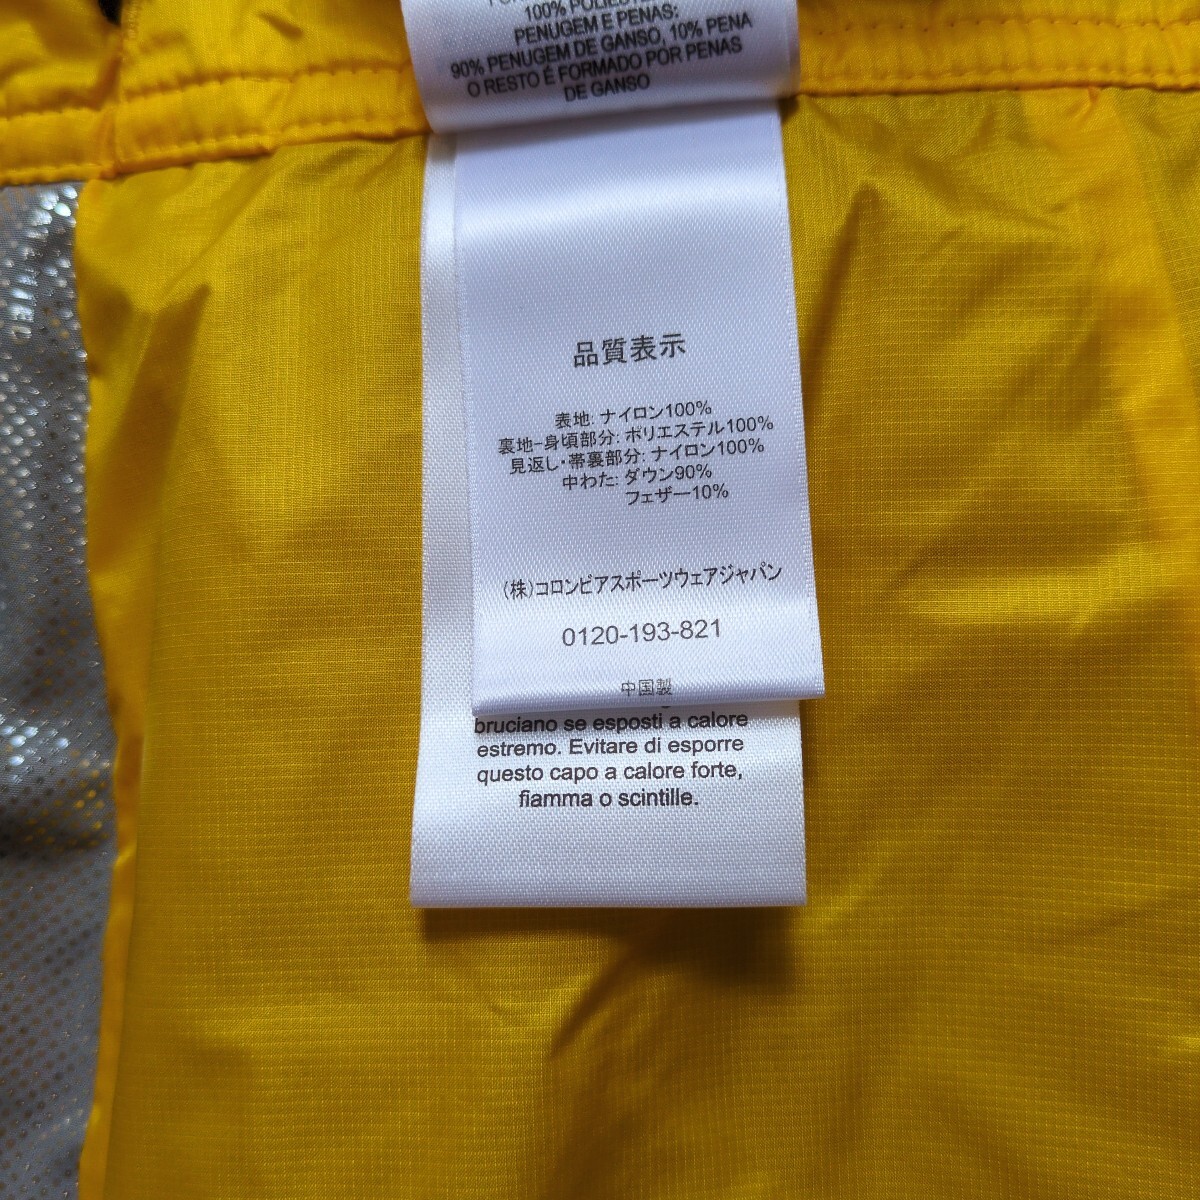 100%
PENUGEM E PENAS:
90% PENUGEM DE GANSO, 10% PENA
O RESTO É FORMADO POR PENAS
DE GANSO
品質表示
表地: ナイロン100%
裏地-身頃部分: ポリエステル100%
見返し・帯裏部分: ナイロン100%
中わた: ダウン90%
フェザー10%
(株)コロンビアスポーツウェアジャパン
0120-193-821
中国製
bruciano se esposti a calore
estremo. Evitare di esporre
questo capo a calore forte,
fiamma o scintille.